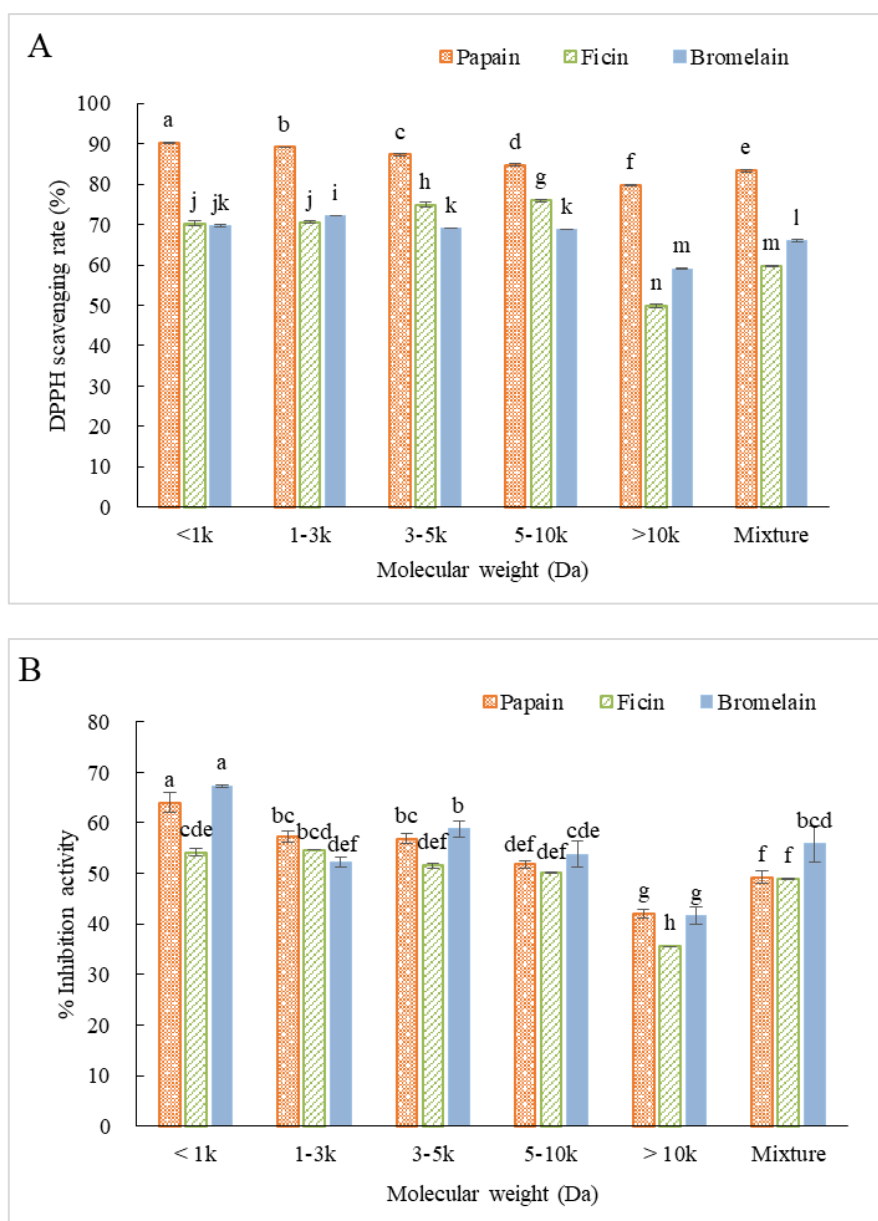 A
Papain Ficin Bromelain
DPPH scavenging rate (%)
100
90
80
70
60
50
40
30
20
10
0
a b c d f e
j jk j i h k g k n m m l
<1k 1-3k 3-5k 5-10k >10k Mixture
Molecular weight (Da)
B
Papain Ficin Bromelain
% Inhibtion activity
80
70
60
50
40
30
20
10
0
a cde a bc bcd def bc def b def def cde g h g f f bcd
< 1k 1-3k 3-5k 5-10k > 10k Mixture
Molecular weight (Da)